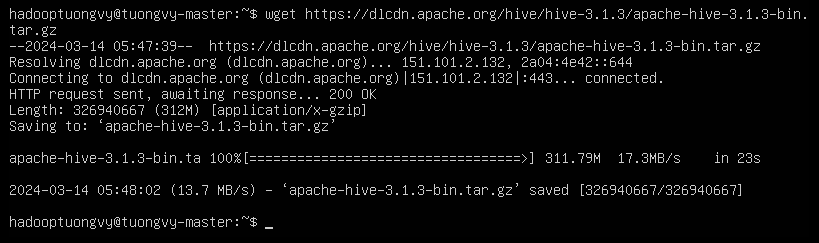 hadooptuongvy@tuongvy-master:~$ wget https://dlcdn.apache.org/hive/hive-3.1.3/apache-hive-3.1.3-bin.
tar.gz
--2024-03-14 05:47:39--  https://dlcdn.apache.org/hive/hive-3.1.3/apache-hive-3.1.3-bin.tar.gz
Resolving dlcdn.apache.org (dlcdn.apache.org)... 151.101.2.132, 2a04:4e42::644
Connecting to dlcdn.apache.org (dlcdn.apache.org)|151.101.2.132|:443... connected.
HTTP request sent, awaiting response... 200 OK
Length: 326940667 (312M) [application/x-gzip]
Saving to: ‘apache-hive-3.1.3-bin.tar.gz’
apache-hive-3.1.3-bin.ta 100%[==================================>] 311.79M  17.3MB/s    in 23s
2024-03-14 05:48:02 (13.7 MB/s) - ‘apache-hive-3.1.3-bin.tar.gz’ saved [326940667/326940667]
hadooptuongvy@tuongvy-master:~$ _